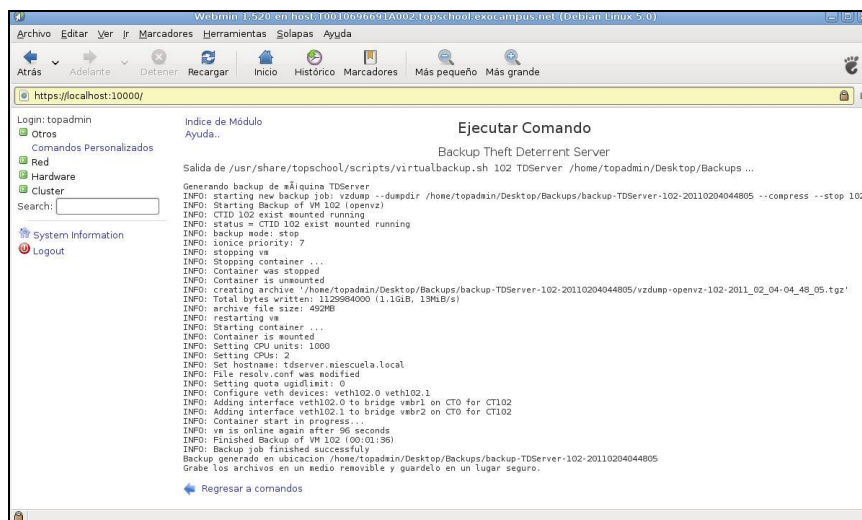 Webmin 1.520 en host:T0010696691A002.topschool.exocampus.net (Debian Linux 5.0)
Archivo Editar Ver Ir Marcadores Herramientas Solapas Ayuda
Atrás Adelante Detener Recargar Inicio Histórico Marcadores Más pequeño Más grande
https://localhost:10000/
Login: topadmin
Otros
Comandos Personalizados
Red
Hardware
Cluster
Search:
System Information
Logout
Indice de Módulo
Ayuda..
Ejecutar Comando
Backup Theft Deterrent Server
Salida de /usr/share/topschool/scripts/virtualbackup.sh 102 TDServer /home/topadmin/Desktop/Backups ...
Generando backup de mÃ¡quina TDServer
INFO: starting new backup job: vzdump --dumpdir /home/topadmin/Desktop/Backups/backup-TDServer-102-20110204044805 --compress --stop 102
INFO: Starting Backup of VM 102 (openvz)
INFO: CTID 102 exist mounted running
INFO: status = CTID 102 exist mounted running
INFO: backup mode: stop
INFO: ionice priority: 7
INFO: stopping vm
INFO: Stopping container ...
INFO: Container was stopped
INFO: Container is unmounted
INFO: creating archive '/home/topadmin/Desktop/Backups/backup-TDServer-102-20110204044805/vzdump-openvz-102-2011_02_04-04_48_05.tgz'
INFO: Total bytes written: 1129984000 (1.1GiB, 13MiB/s)
INFO: archive file size: 492MB
INFO: restarting vm
INFO: Starting container ...
INFO: Container is mounted
INFO: Setting CPU units: 1000
INFO: Setting CPUs: 2
INFO: Set hostname: tdserver.miescuela.local
INFO: File resolv.conf was modified
INFO: Setting quota ugidlimit: 0
INFO: Configure veth devices: veth102.0 veth102.1
INFO: Adding interface veth102.0 to bridge vmbr1 on CT0 for CT102
INFO: Adding interface veth102.1 to bridge vmbr2 on CT0 for CT102
INFO: Container start in progress...
INFO: vm is online again after 96 seconds
INFO: Finished Backup of VM 102 (00:01:36)
INFO: Backup job finished successfuly
Backup generado en ubicacion /home/topadmin/Desktop/Backups/backup-TDServer-102-20110204044805
Grabe los archivos en un medio removible y guardelo en un lugar seguro.
Regresar a comandos